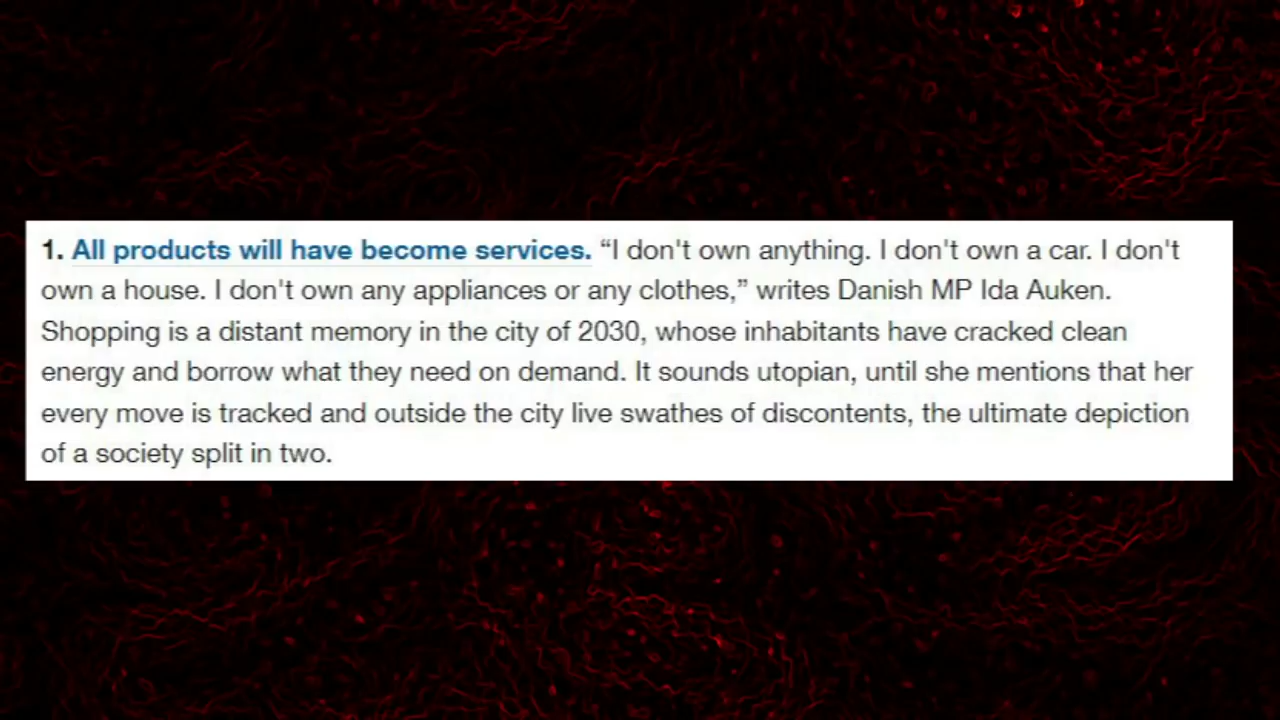 1. All products will have become services. “I don't own anything. I don't own a car. I don't
own a house. I don't own any appliances or any clothes,” writes Danish MP Ida Auken.
Shopping is a distant memory in the city of 2030, whose inhabitants have cracked clean
energy and borrow what they need on demand. It sounds utopian, until she mentions that her
every move is tracked and outside the city live swathes of discontents, the ultimate depiction
of a society split in two.